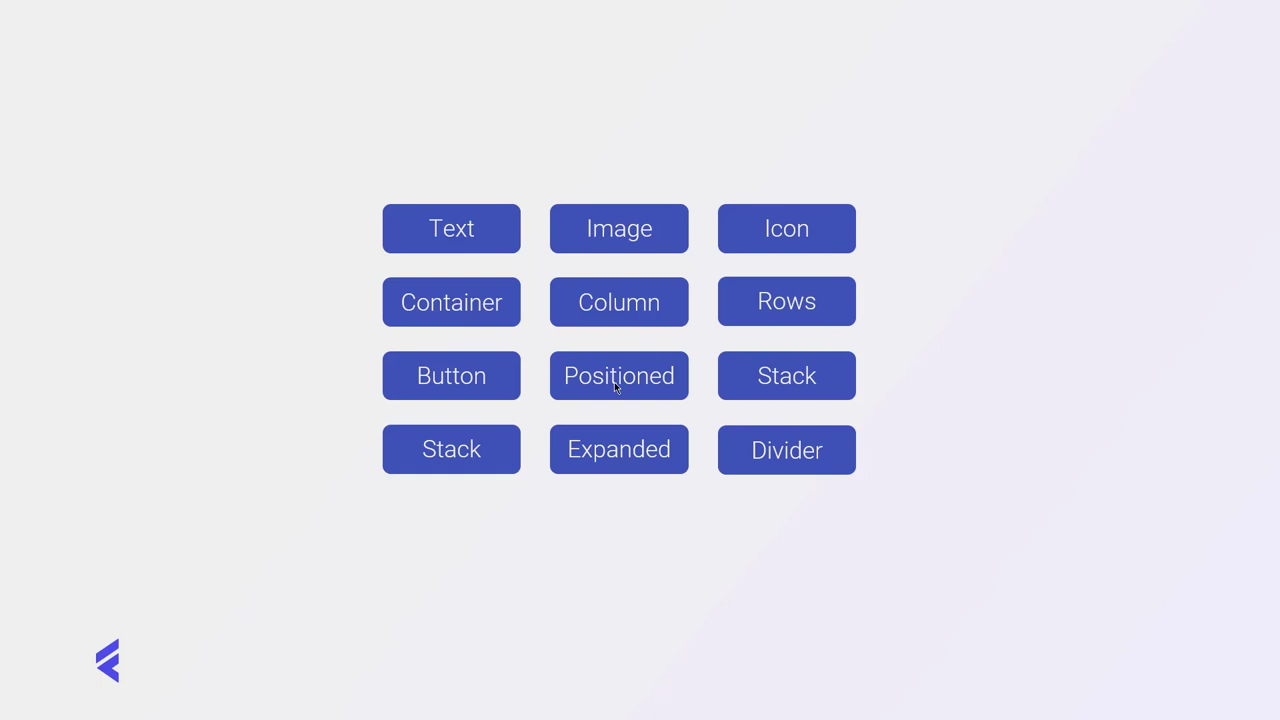 Text Image Icon
Container Column Rows
Button Positioned Stack
Stack Expanded Divider